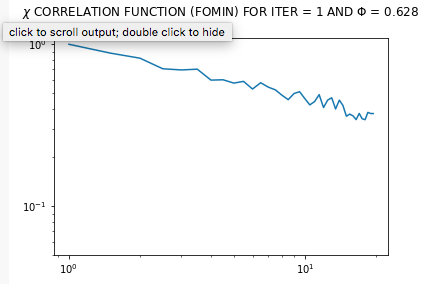 χ CORRELATION FUNCTION (FOMIN) FOR ITER = 1 AND Φ = 0.628
click to scroll output; double click to hide
10⁰
10⁻¹
10⁰ 10¹